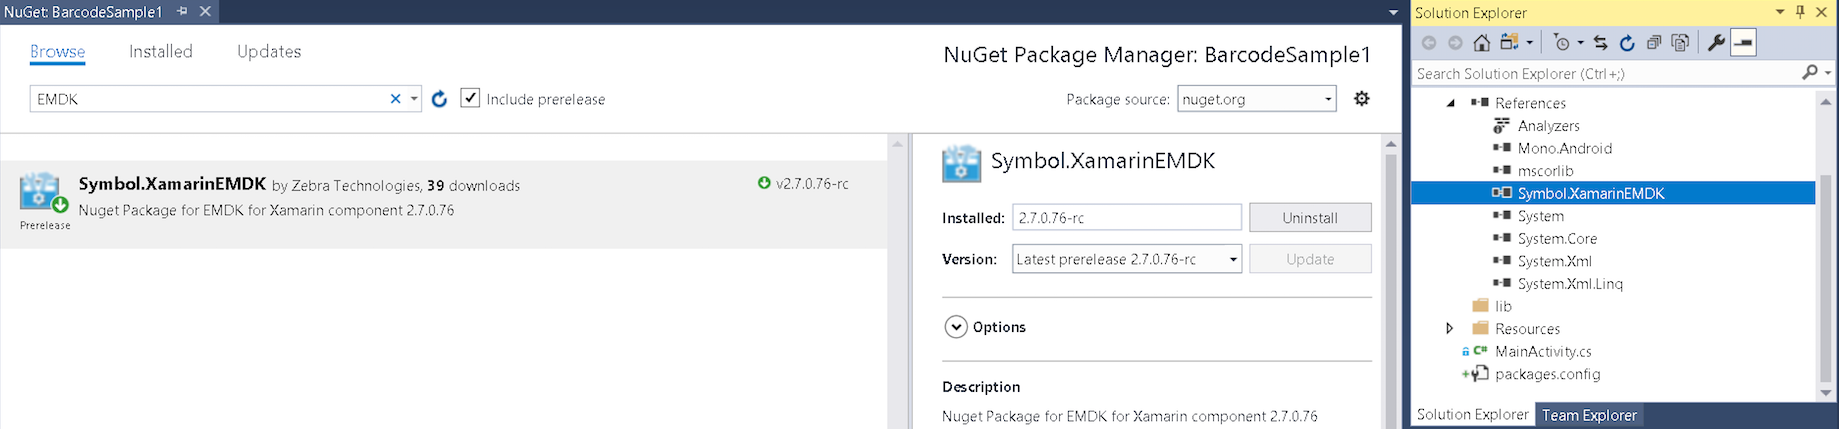 NuGet: BarcodeSample1
Browse Installed Updates
NuGet Package Manager: BarcodeSample1
EMDK
Include prerelease
Package source: nuget.org
Symbol.XamarinEMDK by Zebra Technologies, 39 downloads
v2.7.0.76-rc
Nuget Package for EMDK for Xamarin component 2.7.0.76
Prerelease
Symbol.XamarinEMDK
Installed: 2.7.0.76-rc Uninstall
Version: Latest prerelease 2.7.0.76-rc Update
Options
Description
Nuget Package for EMDK for Xamarin component 2.7.0.76
Solution Explorer
Search Solution Explorer (Ctrl+;)
References
Analyzers
Mono.Android
mscorlib
Symbol.XamarinEMDK
System
System.Core
System.Xml
System.Xml.Linq
lib
Resources
C# MainActivity.cs
packages.config
Solution Explorer Team Explorer